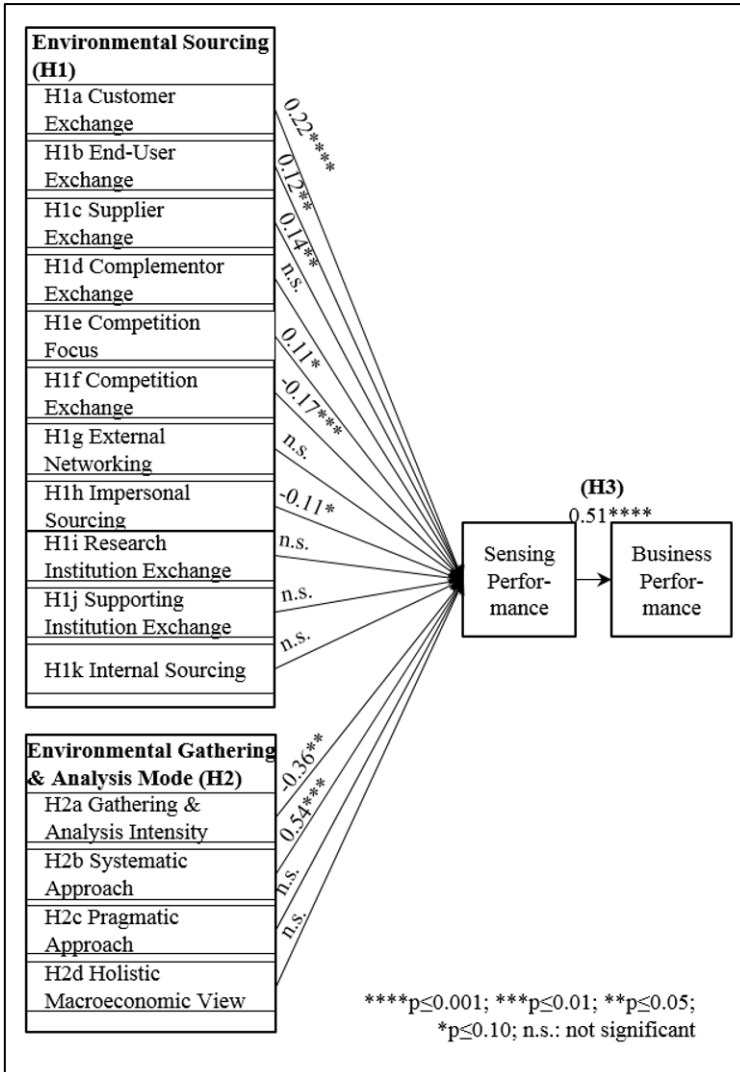 Environmental Sourcing
(H1)
H1a Customer
Exchange
H1b End-User
Exchange
H1c Supplier
Exchange
H1d Complementor
Exchange
H1e Competition
Focus
H1f Competition
Exchange
H1g External
Networking
H1h Impersonal
Sourcing
H1i Research
Institution Exchange
H1j Supporting
Institution Exchange
H1k Internal Sourcing
0.22****
0.12**
0.14**
n.s.
0.11*
-0.17***
n.s.
-0.11*
n.s.
n.s.
n.s.
Environmental Gathering
& Analysis Mode (H2)
H2a Gathering &
Analysis Intensity
H2b Systematic
Approach
H2c Pragmatic
Approach
H2d Holistic
Macroeconomic View
-0.36**
0.54***
n.s.
n.s.
Sensing
Perfor-
mance
(H3)
0.51****
Business
Perfor-
mance
****p≤0.001; ***p≤0.01; **p≤0.05;
*p≤0.10; n.s.: not significant